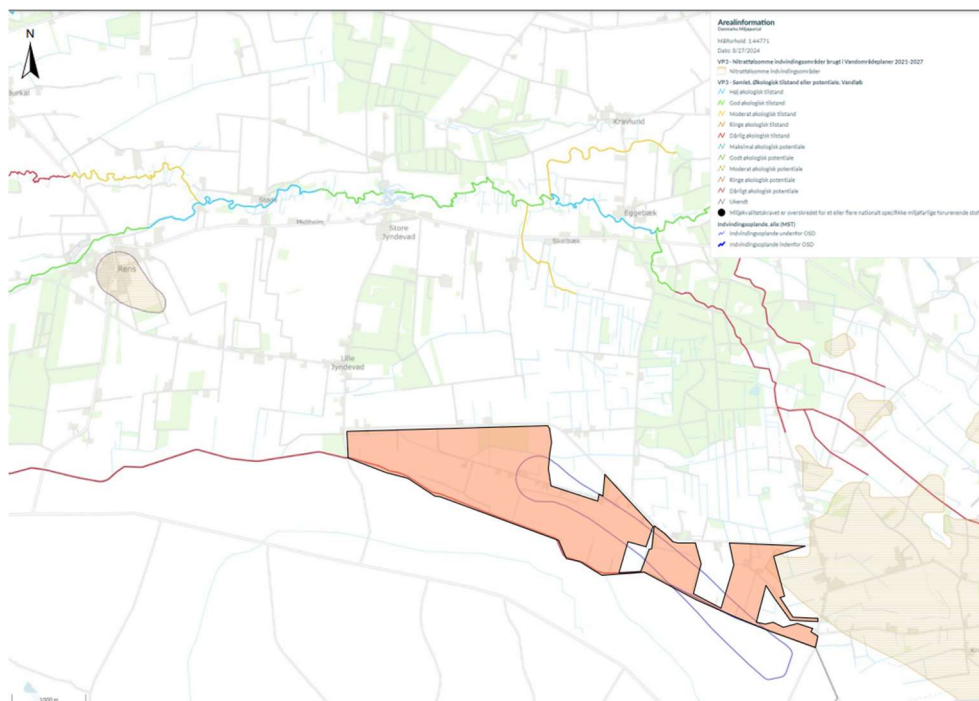 N
Arealinformation
Danmarks Miljøportal
Målforhold 1:44771
Dato 8/27/2024
VP3 - Nitratfølsomme indvindingsområder brugt i Vandområdeplaner 2021-2027
Nitratfølsomme indvindingsområder
VP3 - Samlet. Økologisk tilstand eller potentiale. Vandløb
Høj økologisk tilstand
God økologisk tilstand
Moderat økologisk tilstand
Ringe økologisk tilstand
Dårlig økologisk tilstand
Maksimal økologisk potentiale
Godt økologisk potentiale
Moderat økologisk potentiale
Ringe økologisk potentiale
Dårligt økologisk potentiale
Ukendt
Miljøkvalitetskravet er overskredet for et eller flere nationalt specifikke miljøfarlige forurenende
Indvindingsoplande, alle (MST)
Indvindingsoplande udenfor OSD
Indvindingsoplande indenfor OSD
Kravlund
Eggebæk
Store
Jyndevad
Skelbæk
Rens
Lille
Jyndevad
1000 m